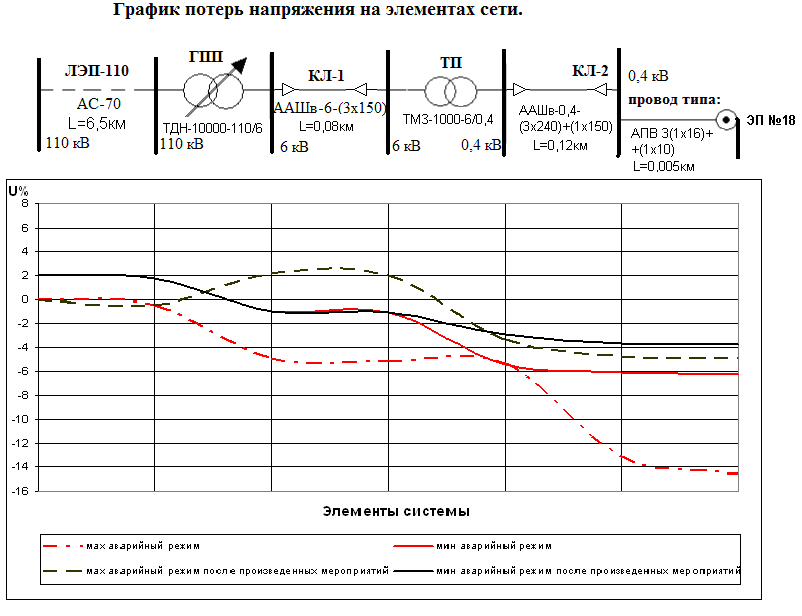 График потерь напряжения на элементах сети.
ЛЭП-110
АС-70
L=6,5км
110 кВ
ГПП
ТДН-10000-110/6
110 кВ
КЛ-1
ААШв-6-(3х150)
L=0,08км
6 кВ
ТП
ТМЗ-1000-6/0,4
6 кВ
0,4 кВ
КЛ-2
ААШв-0,4-
(3х240)+(1х150)
L=0,12км
0,4 кВ
провод типа:
АПВ 3(1х16)+
+(1х10)
L=0,005км
ЭП №18
U%
8
6
4
2
0
-2
-4
-6
-8
-10
-12
-14
-16
Элементы системы
мах аварийный режим
мин аварийный режим
мах аварийный режим после произведенных мероприятий
мин аварийный режим после произведенных мероприятий